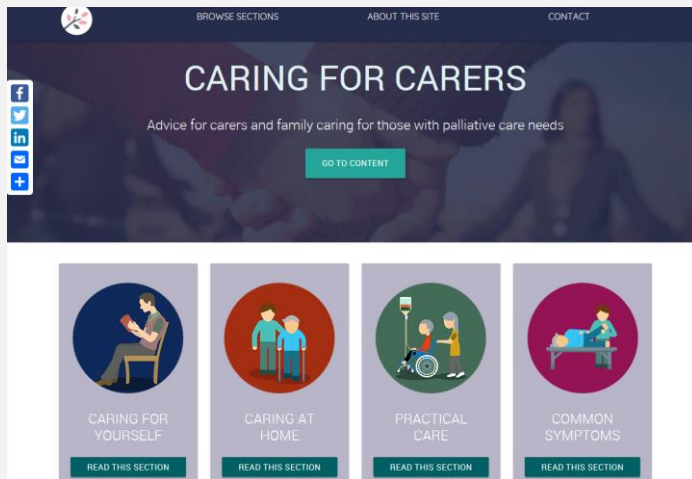 BROWSE SECTIONS
ABOUT THIS SITE
CONTACT
CARING FOR CARERS
Advice for carers and family caring for those with palliative care needs
GO TO CONTENT
CARING FOR
YOURSELF
READ THIS SECTION
CARING AT
HOME
READ THIS SECTION
PRACTICAL
CARE
READ THIS SECTION
COMMON
SYMPTOMS
READ THIS SECTION